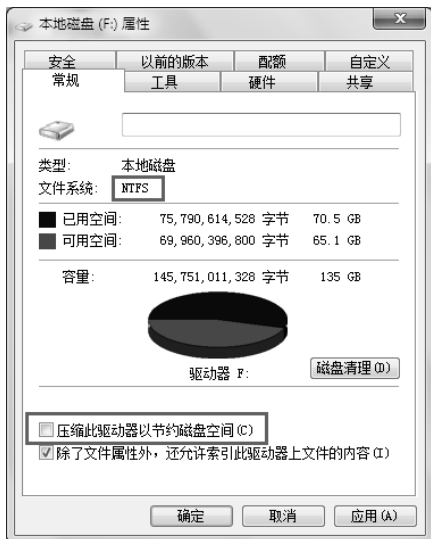 本地磁盘 (F:) 属性
安全 以前的版本 配额 自定义
常规 工具 硬件 共享
类型: 本地磁盘
文件系统: NTFS
已用空间: 75,790,614,528 字节 70.5 GB
可用空间: 69,960,396,800 字节 65.1 GB
容量: 145,751,011,328 字节 135 GB
驱动器 F: 磁盘清理(D)
压缩此驱动器以节约磁盘空间(C)
除了文件属性外，还允许索引此驱动器上文件的内容(I)
确定 取消 应用(A)